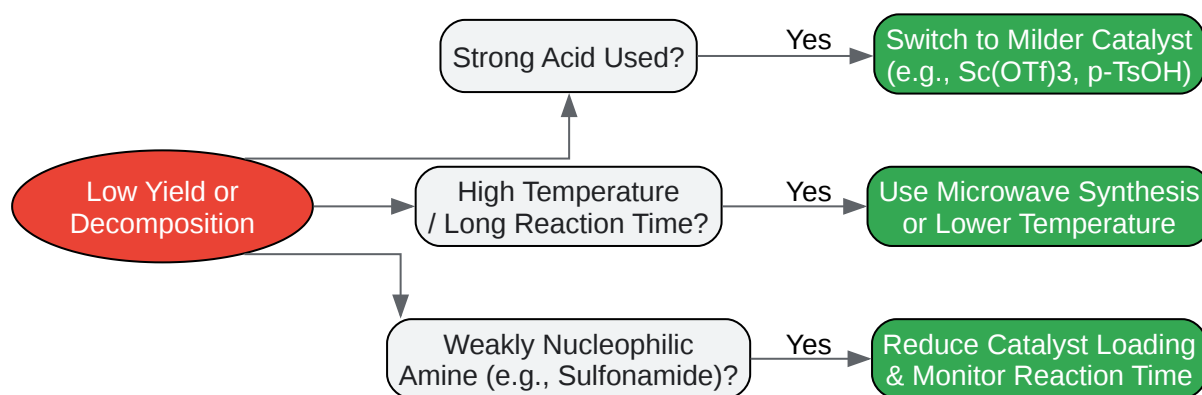 Strong Acid Used?
Yes
Switch to Milder Catalyst
(e.g., Sc(OTf)3, p-TsOH)
Low Yield or
Decomposition
High Temperature
/ Long Reaction Time?
Yes
Use Microwave Synthesis
or Lower Temperature
Weakly Nucleophilic
Amine (e.g., Sulfonamide)?
Yes
Reduce Catalyst Loading
& Monitor Reaction Time